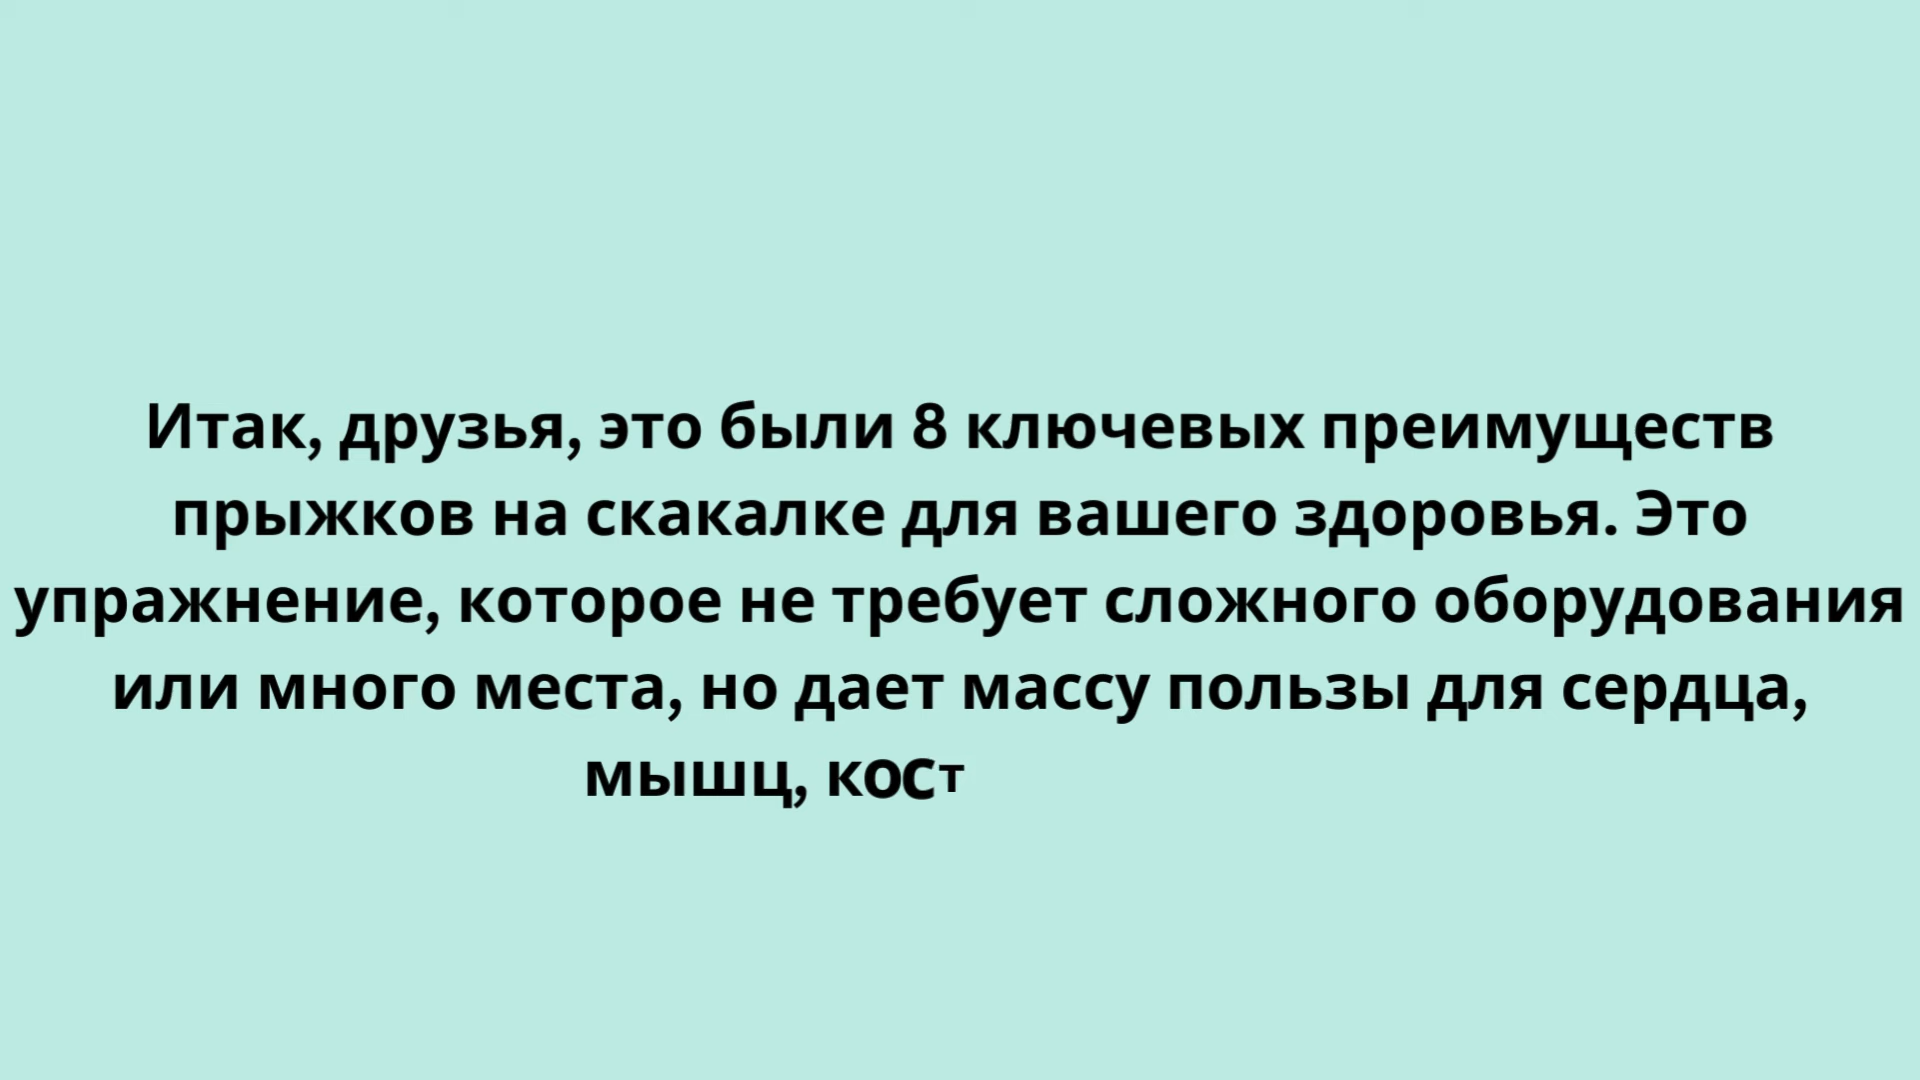 Итак, друзья, это были 8 ключевых преимуществ
прыжков на скакалке для вашего здоровья. Это
упражнение, которое не требует сложного оборудования
или много места, но дает массу пользы для сердца,
мышц, кост